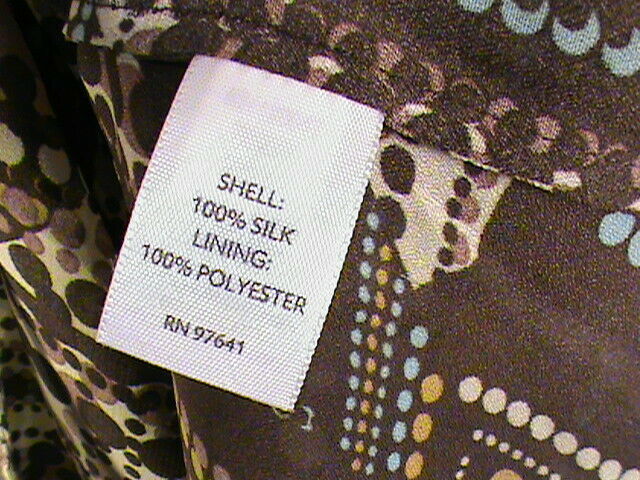 SHELL:
100% SILK
LINING:
100% POLYESTER
RN 97641